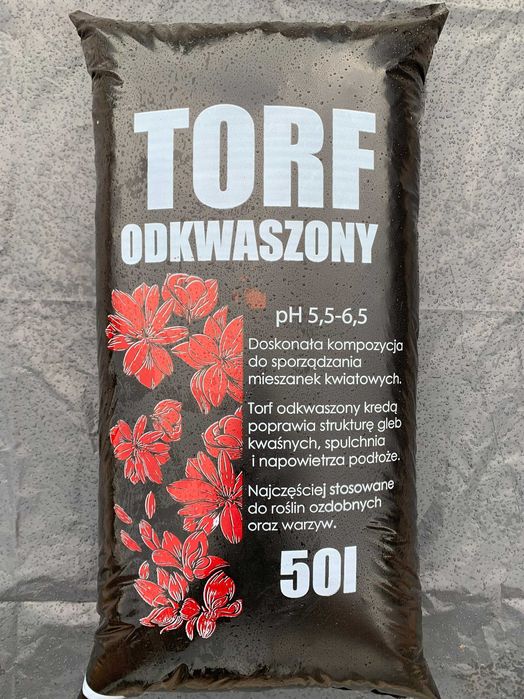 TORF
ODKWASZONY
pH 5,5-6,5
Doskonała kompozycja
do sporządzania
mieszanek kwiatowych.
Torf odkwaszony kredą
poprawia strukturę gleb
kwaśnych, spulchnia
i napowietrza podłoże.
Najczęściej stosowane
do roślin ozdobnych
oraz warzyw.
50l